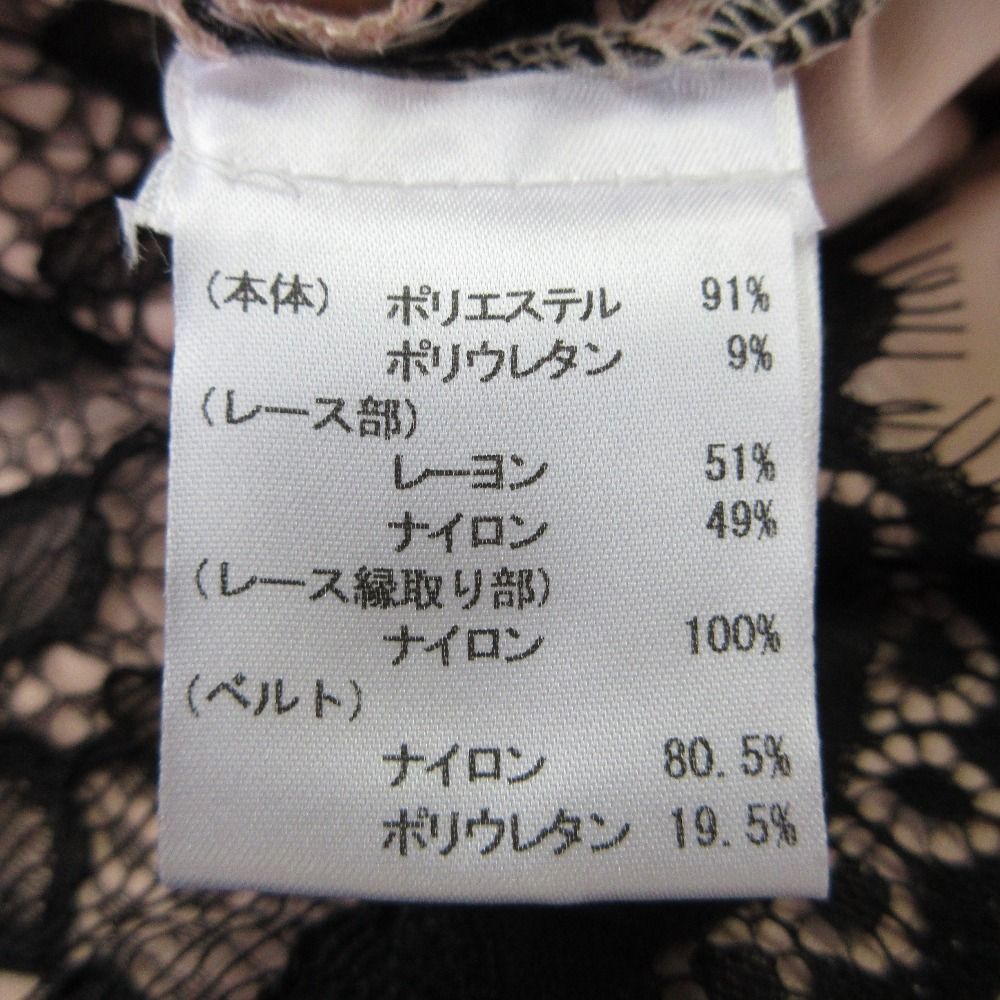 (本体) ポリエステル 91%
ポリウレタン 9%
(レース部)
レーヨン 51%
ナイロン 49%
(レース縁取り部)
ナイロン 100%
(ベルト)
ナイロン 80.5%
ポリウレタン 19.5%